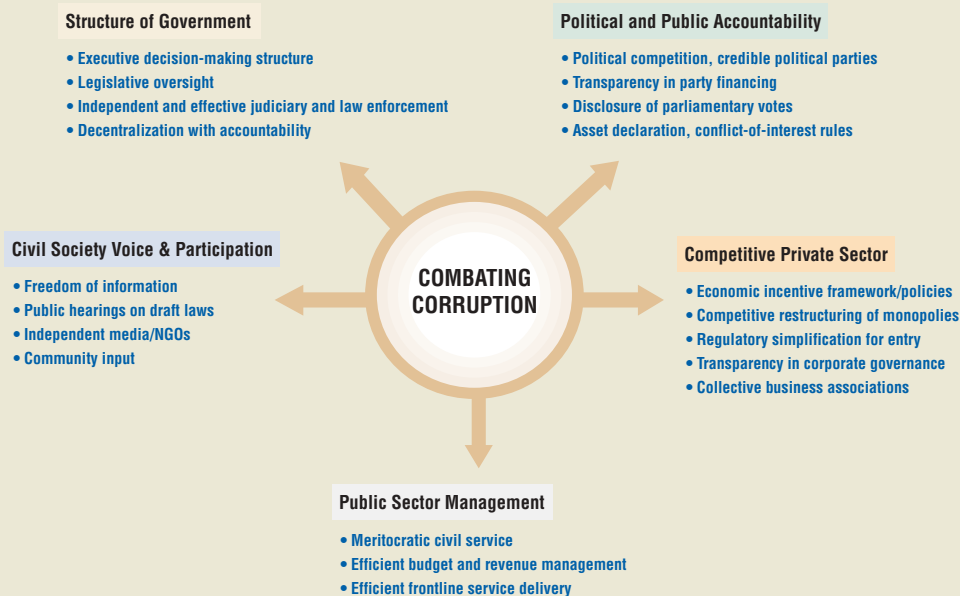 Structure of Government
• Executive decision-making structure
• Legislative oversight
• Independent and effective judiciary and law enforcement
• Decentralization with accountability
Political and Public Accountability
• Political competition, credible political parties
• Transparency in party financing
• Disclosure of parliamentary votes
• Asset declaration, conflict-of-interest rules
Civil Society Voice & Participation
• Freedom of information
• Public hearings on draft laws
• Independent media/NGOs
• Community input
COMBATING
CORRUPTION
Competitive Private Sector
• Economic incentive framework/policies
• Competitive restructuring of monopolies
• Regulatory simplification for entry
• Transparency in corporate governance
• Collective business associations
Public Sector Management
• Meritocratic civil service
• Efficient budget and revenue management
• Efficient frontline service delivery